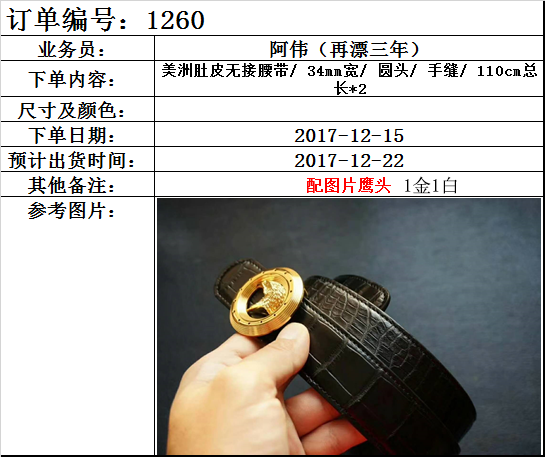 订单编号: 1260
业务员: 阿伟（再漂三年）
下单内容: 美洲肚皮无接腰带/ 34mm宽/ 圆头/ 手缝/ 110cm总
长*2
尺寸及颜色:
下单日期: 2017-12-15
预计出货时间: 2017-12-22
其他备注: 配图片鹰头 1金1白
参考图片: